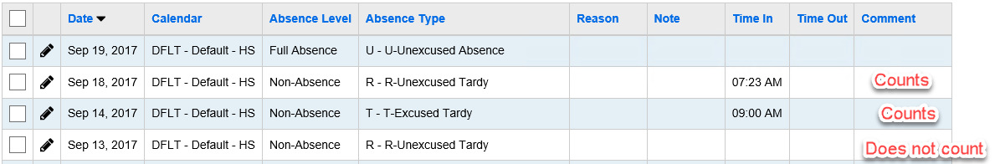 Date Calendar Absence Level Absence Type Reason Note Time In Time Out Comment
Sep 19, 2017 DFLT - Default - HS Full Absence U - U-Unexcused Absence
Sep 18, 2017 DFLT - Default - HS Non-Absence R - R-Unexcused Tardy 07:23 AM Counts
Sep 14, 2017 DFLT - Default - HS Non-Absence T - T-Excused Tardy 09:00 AM Counts
Sep 13, 2017 DFLT - Default - HS Non-Absence R - R-Unexcused Tardy Does not count